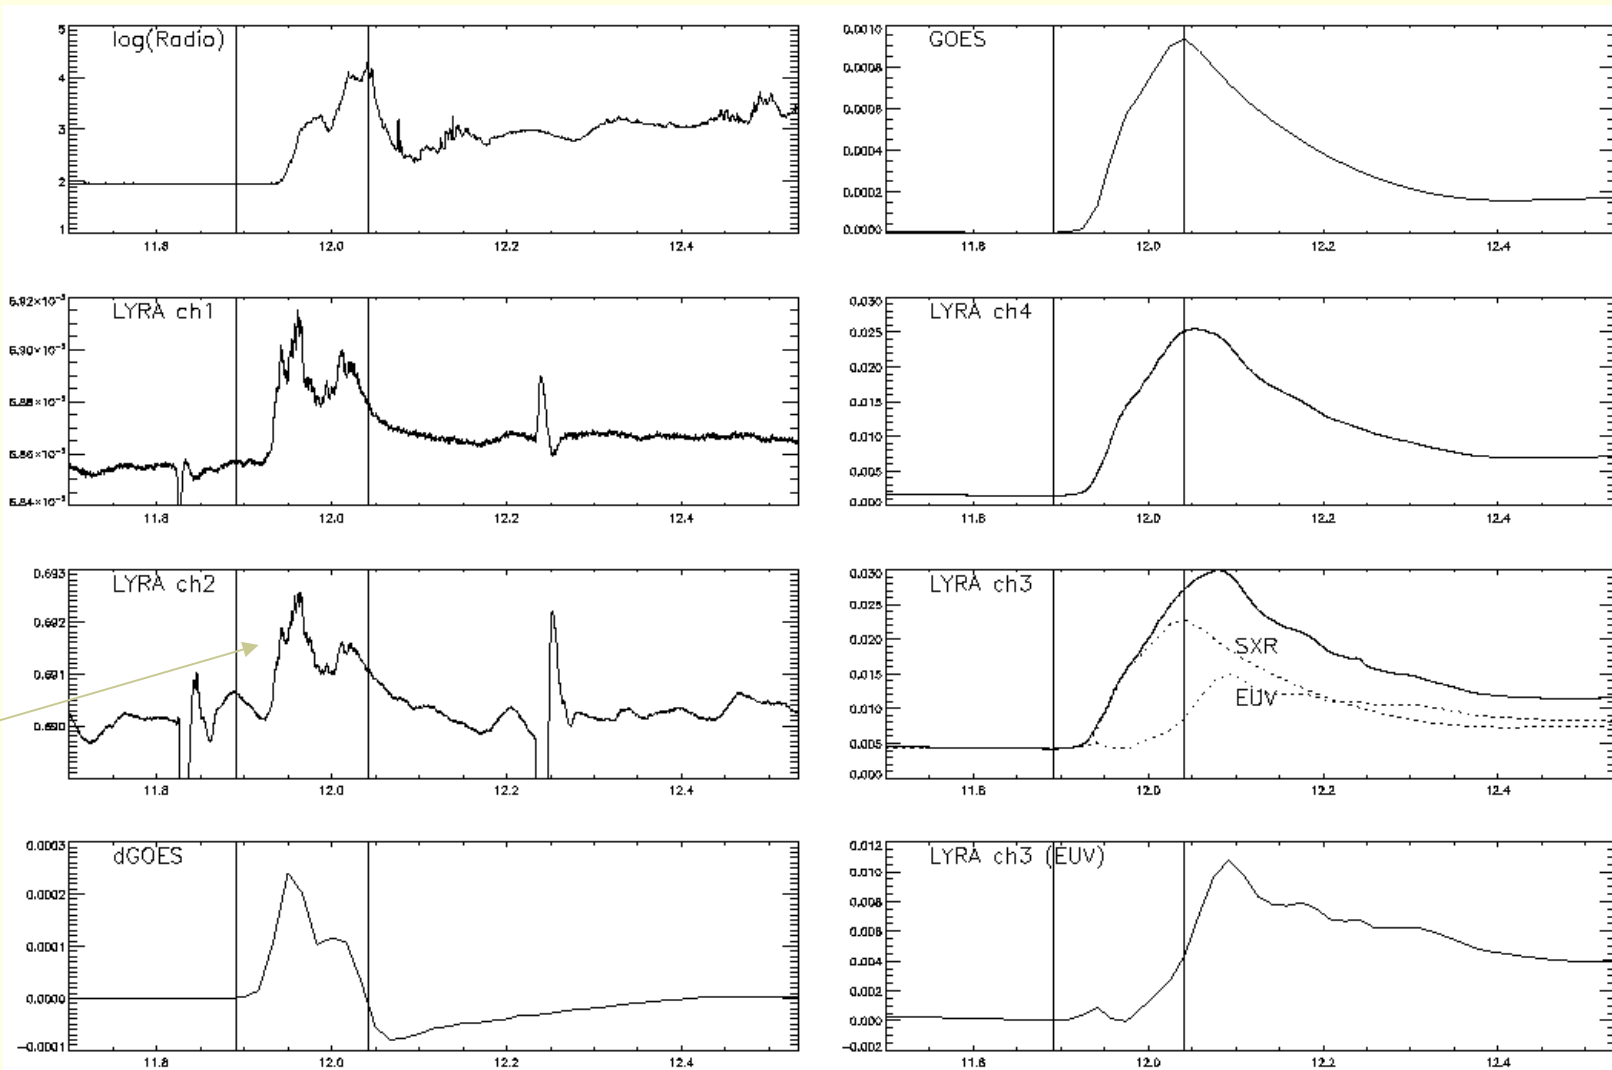 log(Radio)
5
4
3
2
1
11.8 12.0 12.2 12.4
GOES
0.0010
0.0008
0.0006
0.0004
0.0002
0.0000
11.8 12.0 12.2 12.4
LYRA ch1
11.8 12.0 12.2 12.4
LYRA ch4
0.030
0.025
0.020
0.015
0.010
0.005
0.000
11.8 12.0 12.2 12.4
LYRA ch2
0.693
0.692
0.691
0.690
11.8 12.0 12.2 12.4
LYRA ch3
0.030
0.025
0.020
0.015
0.010
0.005
0.000
SXR
EUV
11.8 12.0 12.2 12.4
dGOES
0.0003
0.0002
0.0001
0.0000
-0.0001
11.8 12.0 12.2 12.4
LYRA ch3 (EUV)
0.012
0.010
0.008
0.006
0.004
0.002
0.000
-0.002
11.8 12.0 12.2 12.4